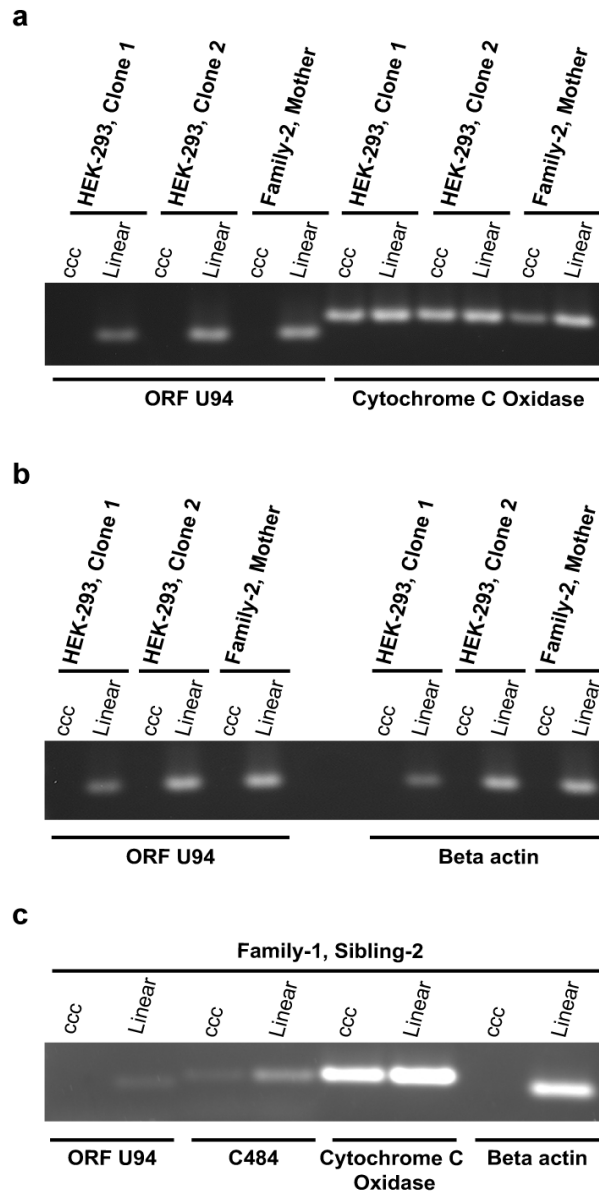 a
HEK-293, Clone 1
HEK-293, Clone 2
Family-2, Mother
HEK-293, Clone 1
HEK-293, Clone 2
Family-2, Mother
ccc
Linear
ccc
Linear
ccc
Linear
ccc
Linear
ccc
Linear
ccc
Linear
ORF U94
Cytochrome C Oxidase
b
HEK-293, Clone 1
HEK-293, Clone 2
Family-2, Mother
HEK-293, Clone 1
HEK-293, Clone 2
Family-2, Mother
ccc
Linear
ccc
Linear
ccc
Linear
ccc
Linear
ccc
Linear
ccc
Linear
ORF U94
Beta actin
c
Family-1, Sibling-2
ccc
Linear
ccc
Linear
ccc
Linear
ccc
Linear
ORF U94
C484
Cytochrome C
Oxidase
Beta actin